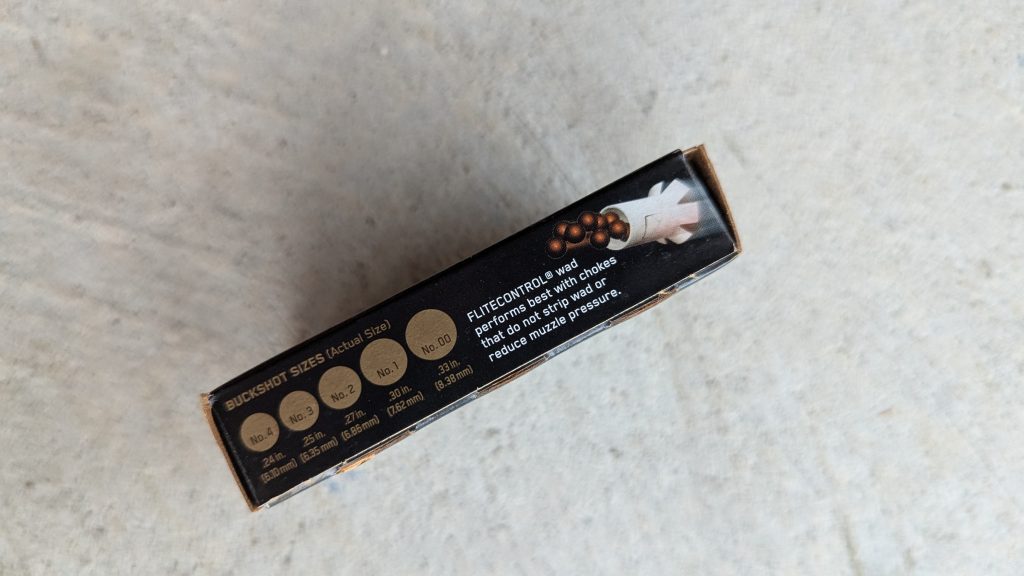 BUCKSHOT SIZES (Actual Size)
No. 4 No. 3 No. 2 No. 1 No. 00
.24 in. .25 in. .27 in. .30 in. .33 in.
(6.10 mm) (6.35 mm) (6.86 mm) (7.62 mm) (8.38 mm)
FLITECONTROL® wad
performs best with chokes
that do not strip wad or
reduce muzzle pressure.